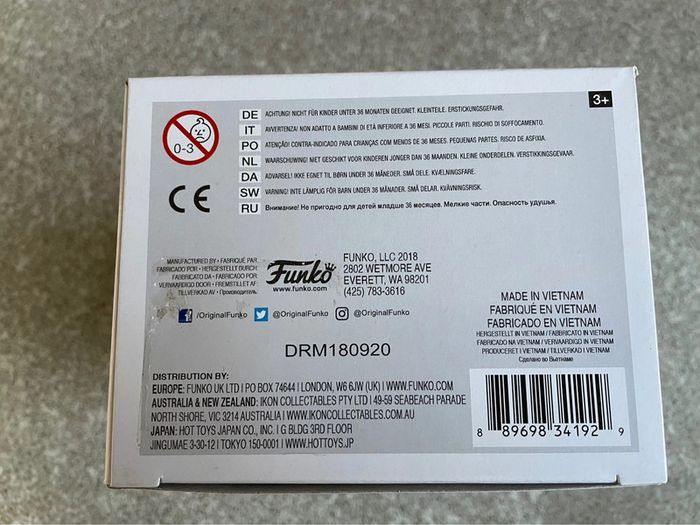 3+
0-3
DE ACHTUNG! NICHT FÜR KINDER UNTER 36 MONATEN GEEIGNET. KLEINTEILE. ERSTICKUNGSGEFAHR.
IT AVVERTENZA! NON ADATTO A BAMBINI DI ETÀ INFERIORE A 36 MESI. PICCOLE PARTI. RISCHIO DI SOFFOCAMENTO.
PO ATENÇÃO! CONTRA-INDICADO PARA CRIANÇAS COM MENOS DE 36 MESES. PEQUENAS PARTES. RISCO DE ASFIXIA.
NL WAARSCHUWING! NIET GESCHIKT VOOR KINDEREN JONGER DAN 36 MAANDEN. KLEINE ONDERDELEN. VERSTIKKINGSGEVAAR.
DA ADVARSEL! IKKE EGNET TIL BØRN UNDER 36 MÅNEDER. SMÅ DELE. KVÆLNINGSFARE.
SW VARNING! INTE LÄMPLIG FÖR BARN UNDER 36 MÅNADER. SMÅ DELAR. KVÄVNINGSRISK.
RU Внимание! Не пригодно для детей младше 36 месяцев. Мелкие части. Опасность удушья.
CE
MANUFACTURED BY • FABRIQUÉ PAR
FABRICADO POR • HERGESTELLT DURCH
FABBRICATO DA • FABRICADO POR
VERVAARDIGD DOOR • FREMSTILLET AF:
TILLVERKAD AV • Производитель:
Funko
www.funko.com
FUNKO, LLC 2018
2802 WETMORE AVE
EVERETT, WA 98201
(425) 783-3616
/OriginalFunko @OriginalFunko @OriginalFunko
DRM180920
MADE IN VIETNAM
FABRIQUÉ EN VIETNAM
FABRICADO EN VIETNAM
HERGESTELLT IN VIETNAM | FABBRICATO IN VIETNAM
FABRICADO NA VIETNAM | VERVAARDIGD IN VIETNAM
PRODUCERET I VIETNAM | TILLVERKAD I VIETNAM
Сделано во Вьетнаме
DISTRIBUTION BY:
EUROPE: FUNKO UK LTD | PO BOX 74644 | LONDON, W6 6JW (UK) | WWW.FUNKO.COM
AUSTRALIA & NEW ZEALAND: IKON COLLECTABLES PTY LTD | 49-59 SEABEACH PARADE
NORTH SHORE, VIC 3214 AUSTRALIA | WWW.IKONCOLLECTABLES.COM.AU
JAPAN: HOT TOYS JAPAN CO., INC. | G BLDG 3RD FLOOR
JINGUMAE 3-30-12 | TOKYO 150-0001 | WWW.HOTTOYS.JP
8 89698 34192 9